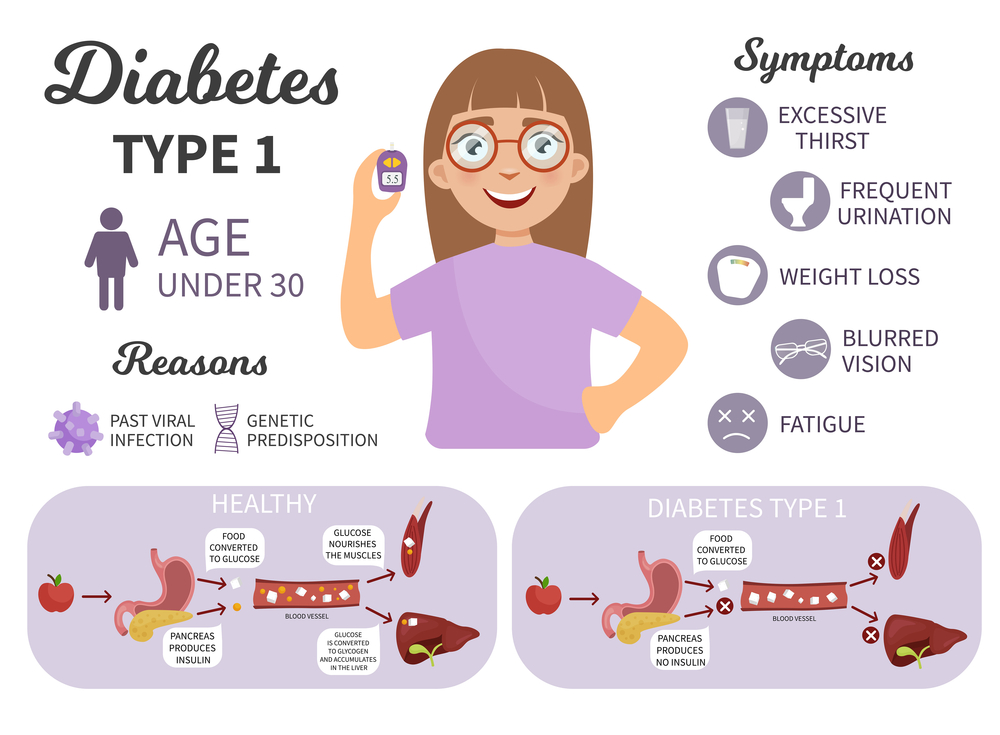 Diabetes
TYPE 1
AGE
UNDER 30
Reasons
PAST VIRAL
INFECTION
GENETIC
PREDISPOSITION
5.5
Symptoms
EXCESSIVE
THIRST
FREQUENT
URINATION
WEIGHT LOSS
BLURRED
VISION
FATIGUE
HEALTHY
FOOD
CONVERTED
TO GLUCOSE
PANCREAS
PRODUCES
INSULIN
BLOOD VESSEL
GLUCOSE
NOURISHES
THE MUSCLES
GLUCOSE
IS CONVERTED
TO GLYCOGEN
AND ACCUMULATES
IN THE LIVER
DIABETES TYPE 1
FOOD
CONVERTED
TO GLUCOSE
PANCREAS
PRODUCES
NO INSULIN
BLOOD VESSEL